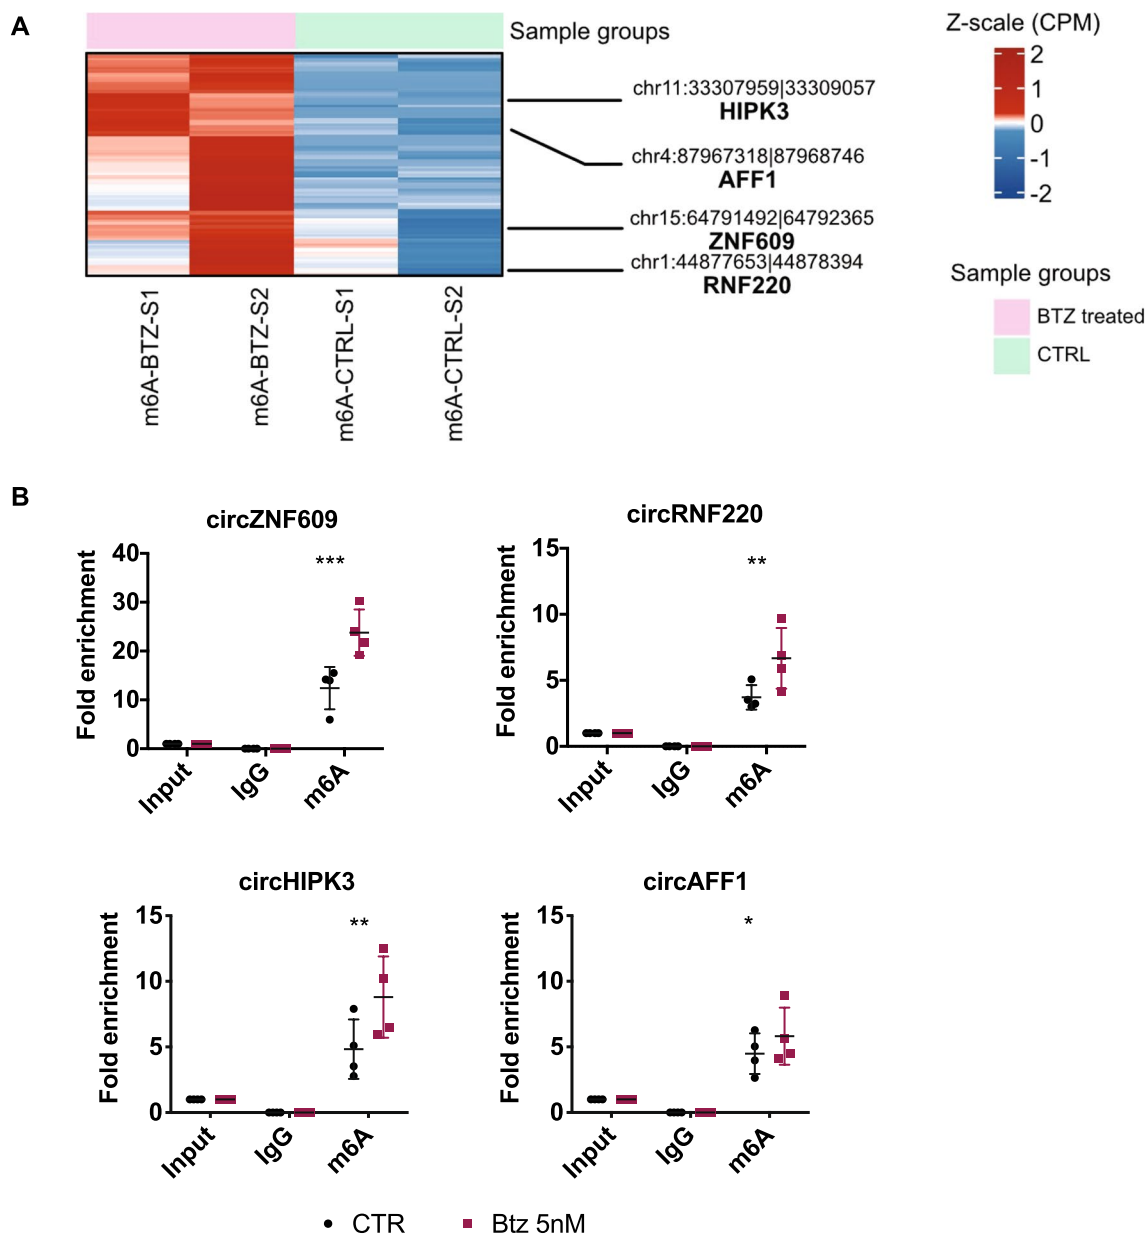 A
Sample groups
chr11:33307959|33309057
HIPK3
chr4:87967318|87968746
AFF1
chr15:64791492|64792365
ZNF609
chr1:44877653|44878394
RNF220
m6A-BTZ-S1
m6A-BTZ-S2
m6A-CTRL-S1
m6A-CTRL-S2
Z-scale (CPM)
2
1
0
-1
-2
Sample groups
BTZ treated
CTRL
B
circZNF609
Fold enrichment
40
30
20
10
0
***
Input
IgG
m6A
circRNF220
Fold enrichment
15
10
5
0
**
Input
IgG
m6A
circHIPK3
Fold enrichment
15
10
5
0
**
Input
IgG
m6A
circAFF1
Fold enrichment
15
10
5
0
*
Input
IgG
m6A
CTR
Btz 5nM